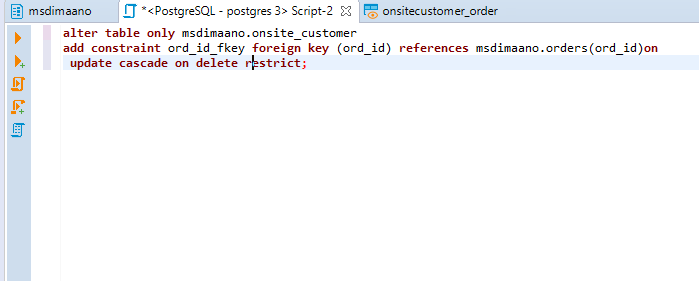 msdimaano
*<PostgreSQL - postgres 3> Script-2
onsitecustomer_order
alter table only msdimaano.onsite_customer
add constraint ord_id_fkey foreign key (ord_id) references msdimaano.orders(ord_id)on
update cascade on delete restrict;